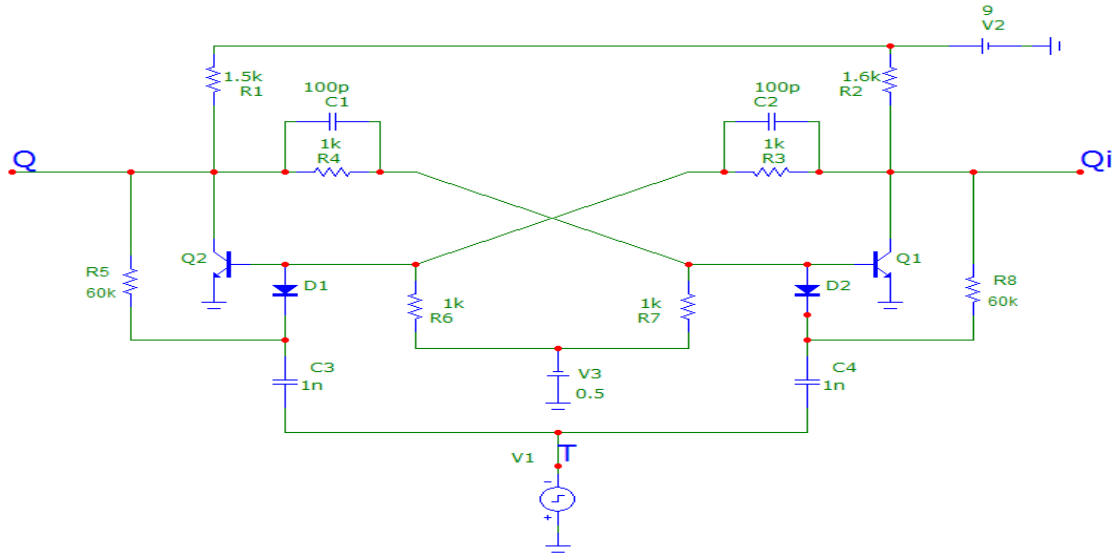 9
V2
1.5k
R1
100p
C1
1k
R4
100p
C2
1k
R3
1.6k
R2
Q
Qi
Q2
Q1
R5
60k
D1
1k
R6
1k
R7
D2
R8
60k
C3
1n
V3
0.5
C4
1n
T
V1
-
+